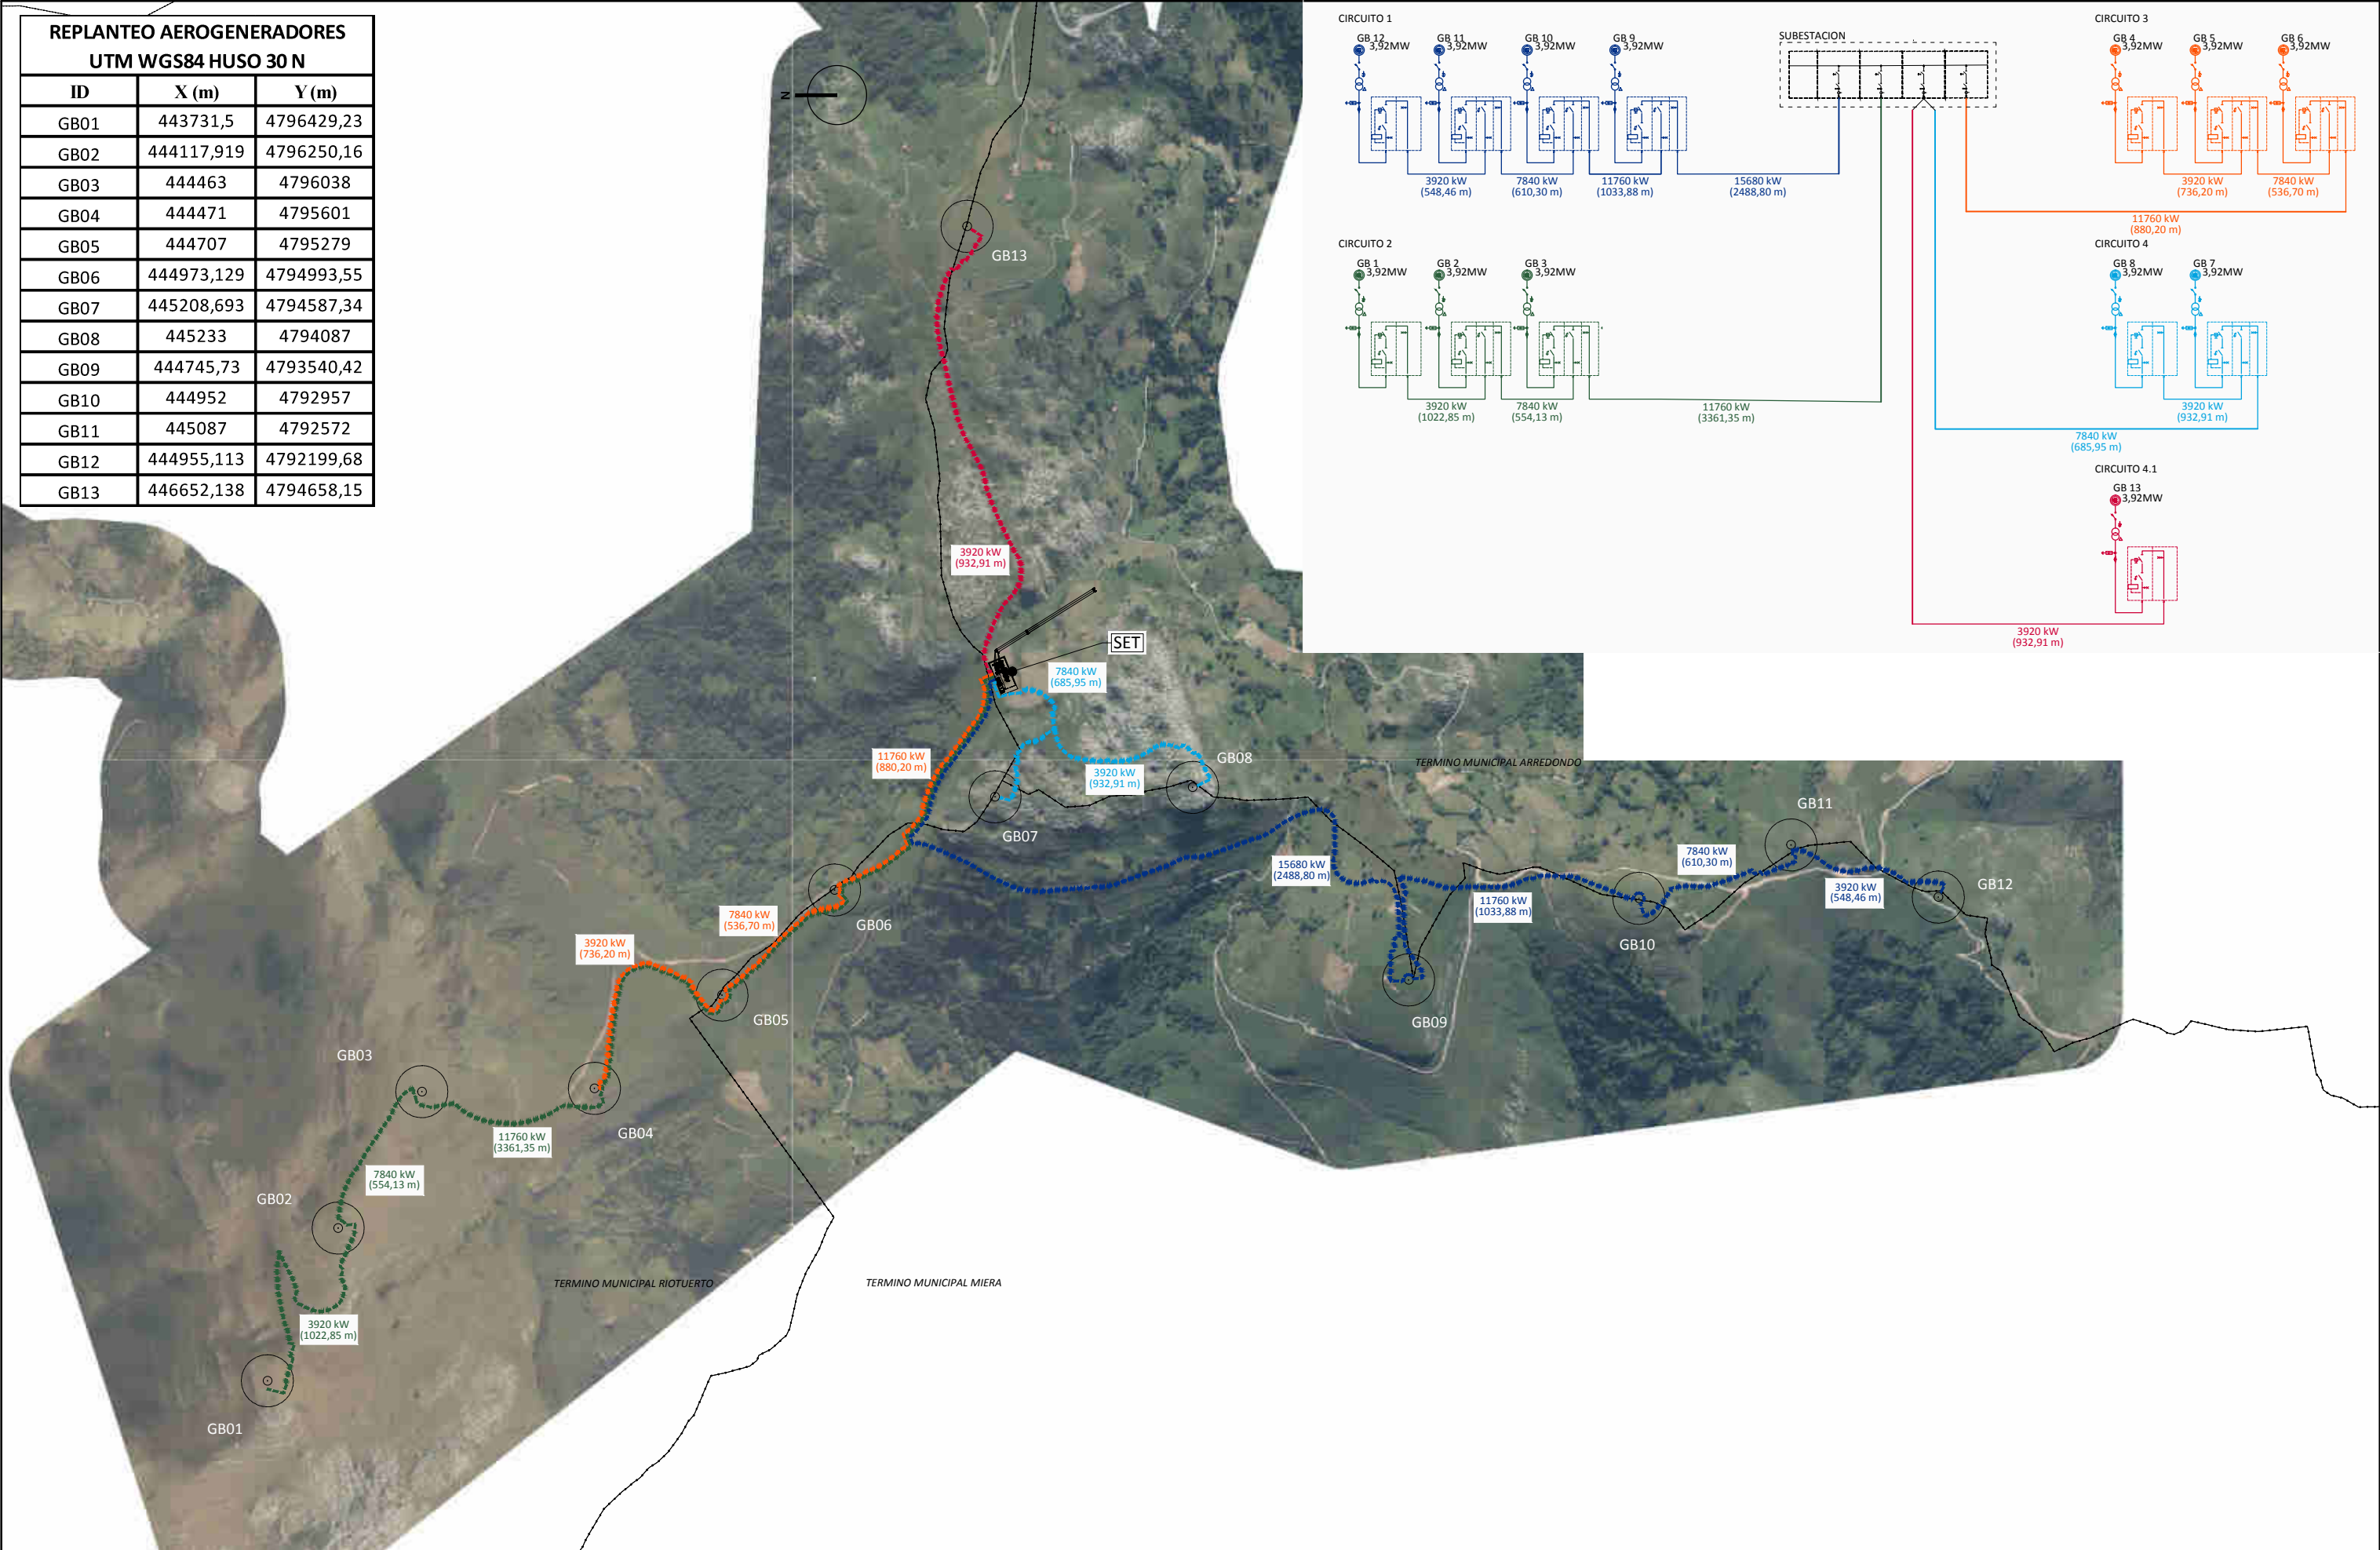 REPLANTEO AEROGENERADORES
UTM WGS84 HUSO 30 N
ID X (m) Y (m)
GB01 443731,5 4796429,23
GB02 444117,919 4796250,16
GB03 444463 4796038
GB04 444471 4795601
GB05 444707 4795279
GB06 444973,129 4794993,55
GB07 445208,693 4794587,34
GB08 445233 4794087
GB09 444745,73 4793540,42
GB10 444952 4792957
GB11 445087 4792572
GB12 444955,113 4792199,68
GB13 446652,138 4794658,15
N
CIRCUITO 1
GB 12 GB 11 GB 10 GB 9
3,92MW 3,92MW 3,92MW 3,92MW
3920 kW 7840 kW 11760 kW 15680 kW
(548,46 m) (610,30 m) (1033,88 m) (2488,80 m)
SUBESTACION
CIRCUITO 3
GB 4 GB 5 GB 6
3,92MW 3,92MW 3,92MW
3920 kW 7840 kW
(736,20 m) (536,70 m)
11760 kW
(880,20 m)
CIRCUITO 2
GB 1 GB 2 GB 3
3,92MW 3,92MW 3,92MW
3920 kW 7840 kW 11760 kW
(1022,85 m) (554,13 m) (3361,35 m)
CIRCUITO 4
GB 8 GB 7
3,92MW 3,92MW
3920 kW
(932,91 m)
7840 kW
(685,95 m)
CIRCUITO 4.1
GB 13
3,92MW
3920 kW
(932,91 m)
GB13
3920 kW
(932,91 m)
SET
7840 kW
(685,95 m)
11760 kW
(880,20 m)
3920 kW
(932,91 m)
GB08
TERMINO MUNICIPAL ARREDONDO
GB07
GB11
15680 kW
(2488,80 m)
7840 kW
(610,30 m)
11760 kW
(1033,88 m)
3920 kW
(548,46 m)
GB12
GB10
GB09
7840 kW
(536,70 m)
GB06
3920 kW
(736,20 m)
GB05
GB03
GB04
11760 kW
(3361,35 m)
7840 kW
(554,13 m)
GB02
TERMINO MUNICIPAL RIOTUERTO
TERMINO MUNICIPAL MIERA
3920 kW
(1022,85 m)
GB01